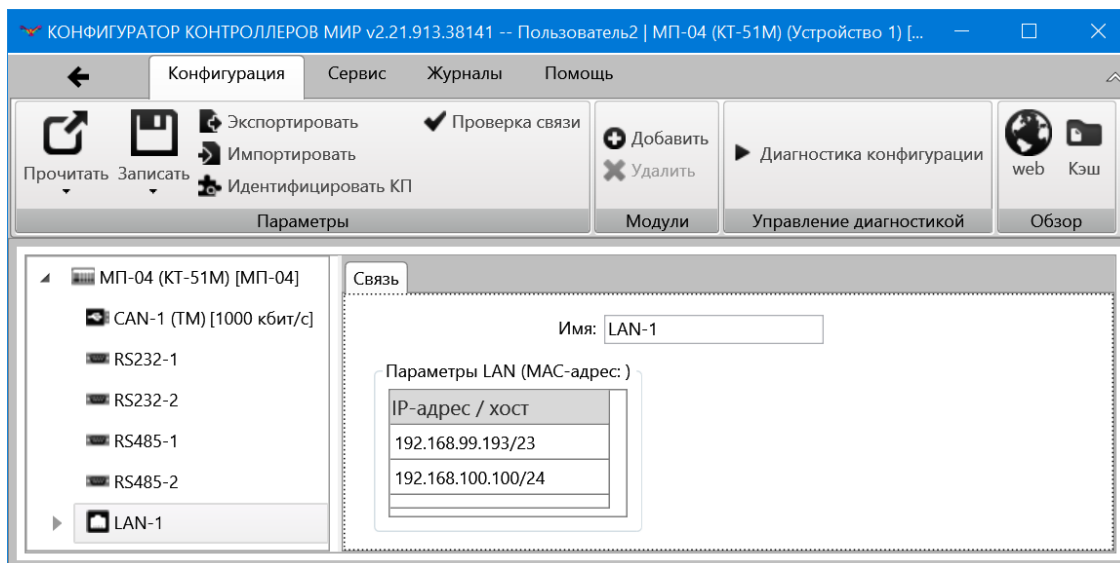 КОНФИГУРАТОР КОНТРОЛЛЕРОВ МИР v2.21.913.38141 -- Пользователь2 | МП-04 (КТ-51М) (Устройство 1) [...
Конфигурация Сервис Журналы Помощь
Прочитать Записать
Экспортировать
Импортировать
Идентифицировать КП
Проверка связи
Параметры
Добавить
Удалить
Модули
Диагностика конфигурации
Управление диагностикой
web Кэш
Обзор
МП-04 (КТ-51М) [МП-04]
CAN-1 (ТМ) [1000 кбит/с]
RS232-1
RS232-2
RS485-1
RS485-2
LAN-1
Связь
Имя: LAN-1
Параметры LAN (MAC-адрес: )
IP-адрес / хост
192.168.99.193/23
192.168.100.100/24